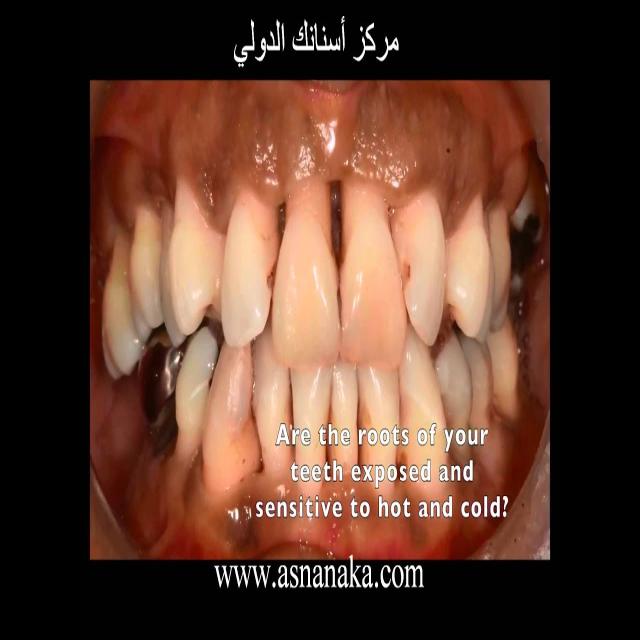 مركز أسنانك الدولي
Are the roots of your
teeth exposed and
sensitive to hot and cold?
www.asnanaka.com